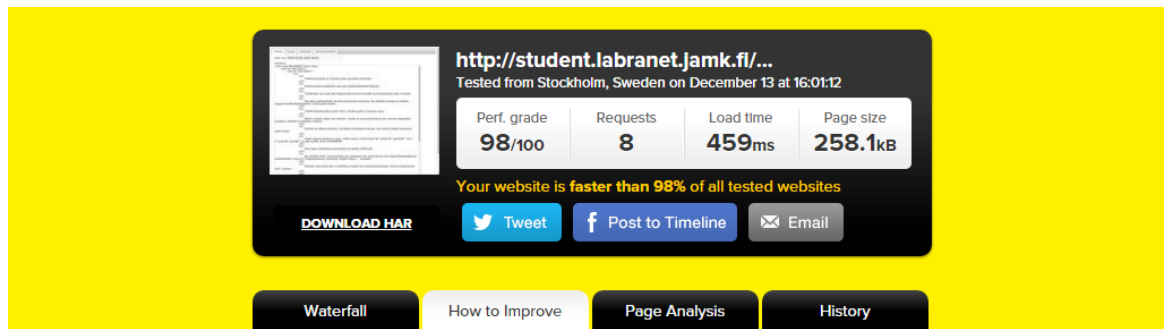 http://student.labranet.jamk.fi/...
Tested from Stockholm, Sweden on December 13 at 16:01:12
Perf. grade Requests Load time Page size
98/100 8 459ms 258.1kB
Your website is faster than 98% of all tested websites
DOWNLOAD HAR Tweet Post to Timeline Email
Waterfall How to Improve Page Analysis History